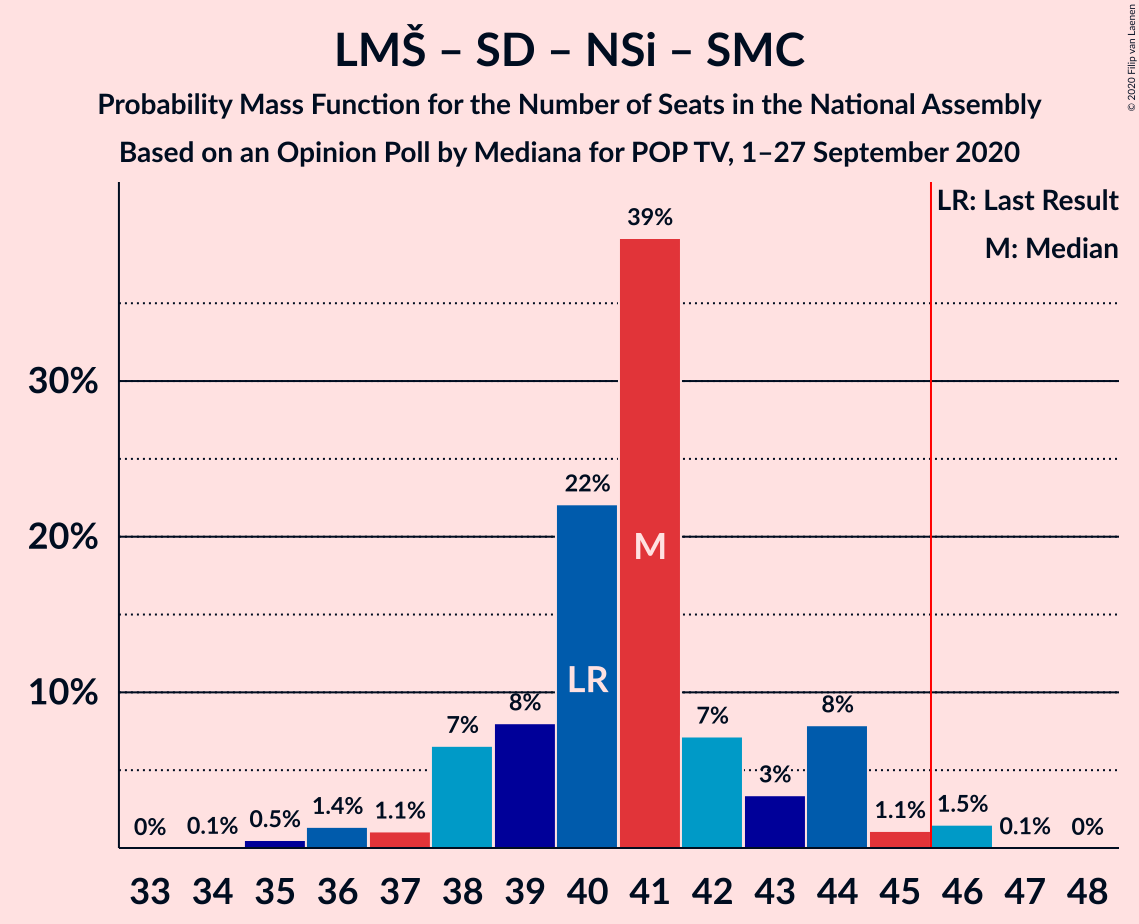 LMŠ – SD – NSi – SMC
Probability Mass Function for the Number of Seats in the National Assembly
Based on an Opinion Poll by Mediana for POP TV, 1–27 September 2020
© 2020 Filip van Laenen
LR: Last Result
M: Median
39%
30%
22%
20%
M
LR
10%
8%
8%
7%
7%
3%
0%
0.1%
0.5%
1.4%
1.1%
1.1%
1.5%
0.1%
0%
33 34 35 36 37 38 39 40 41 42 43 44 45 46 47 48